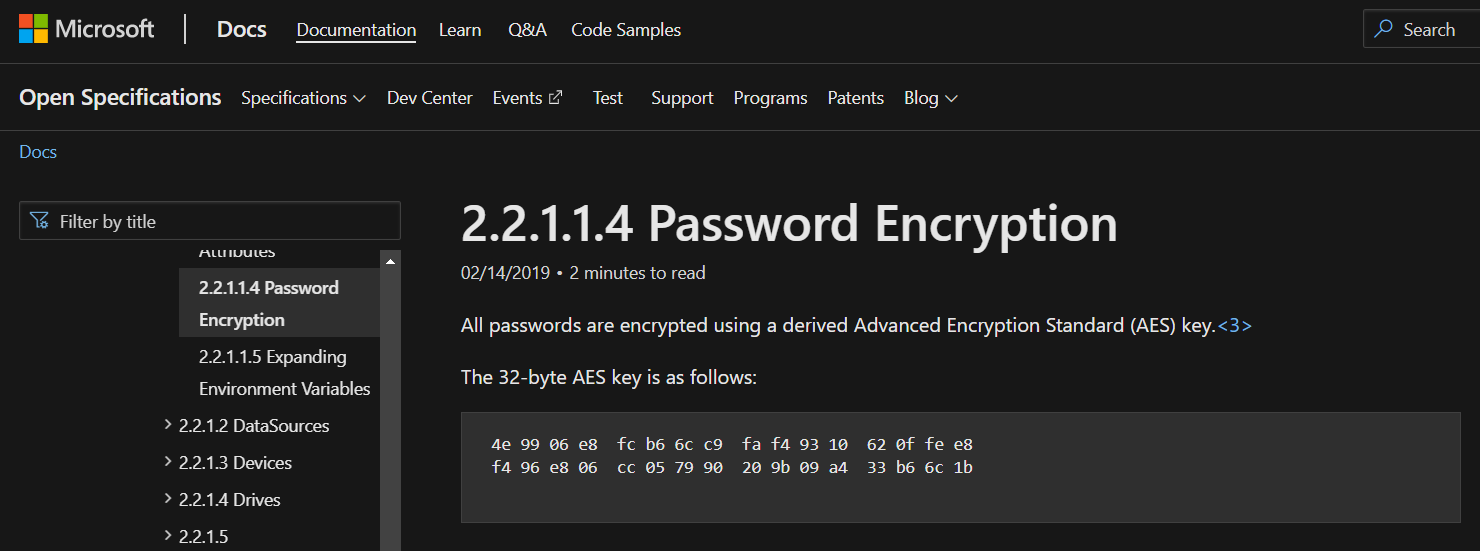 Microsoft Docs Documentation Learn Q&A Code Samples Search
Open Specifications Specifications Dev Center Events Test Support Programs Patents Blog
Docs
Filter by title
Attributes
2.2.1.1.4 Password
Encryption
2.2.1.1.5 Expanding
Environment Variables
2.2.1.2 DataSources
2.2.1.3 Devices
2.2.1.4 Drives
2.2.1.5
2.2.1.1.4 Password Encryption
02/14/2019 • 2 minutes to read
All passwords are encrypted using a derived Advanced Encryption Standard (AES) key.<3>
The 32-byte AES key is as follows:
4e 99 06 e8  fc b6 6c c9  fa f4 93 10  62 0f fe e8
f4 96 e8 06  cc 05 79 90  20 9b 09 a4  33 b6 6c 1b